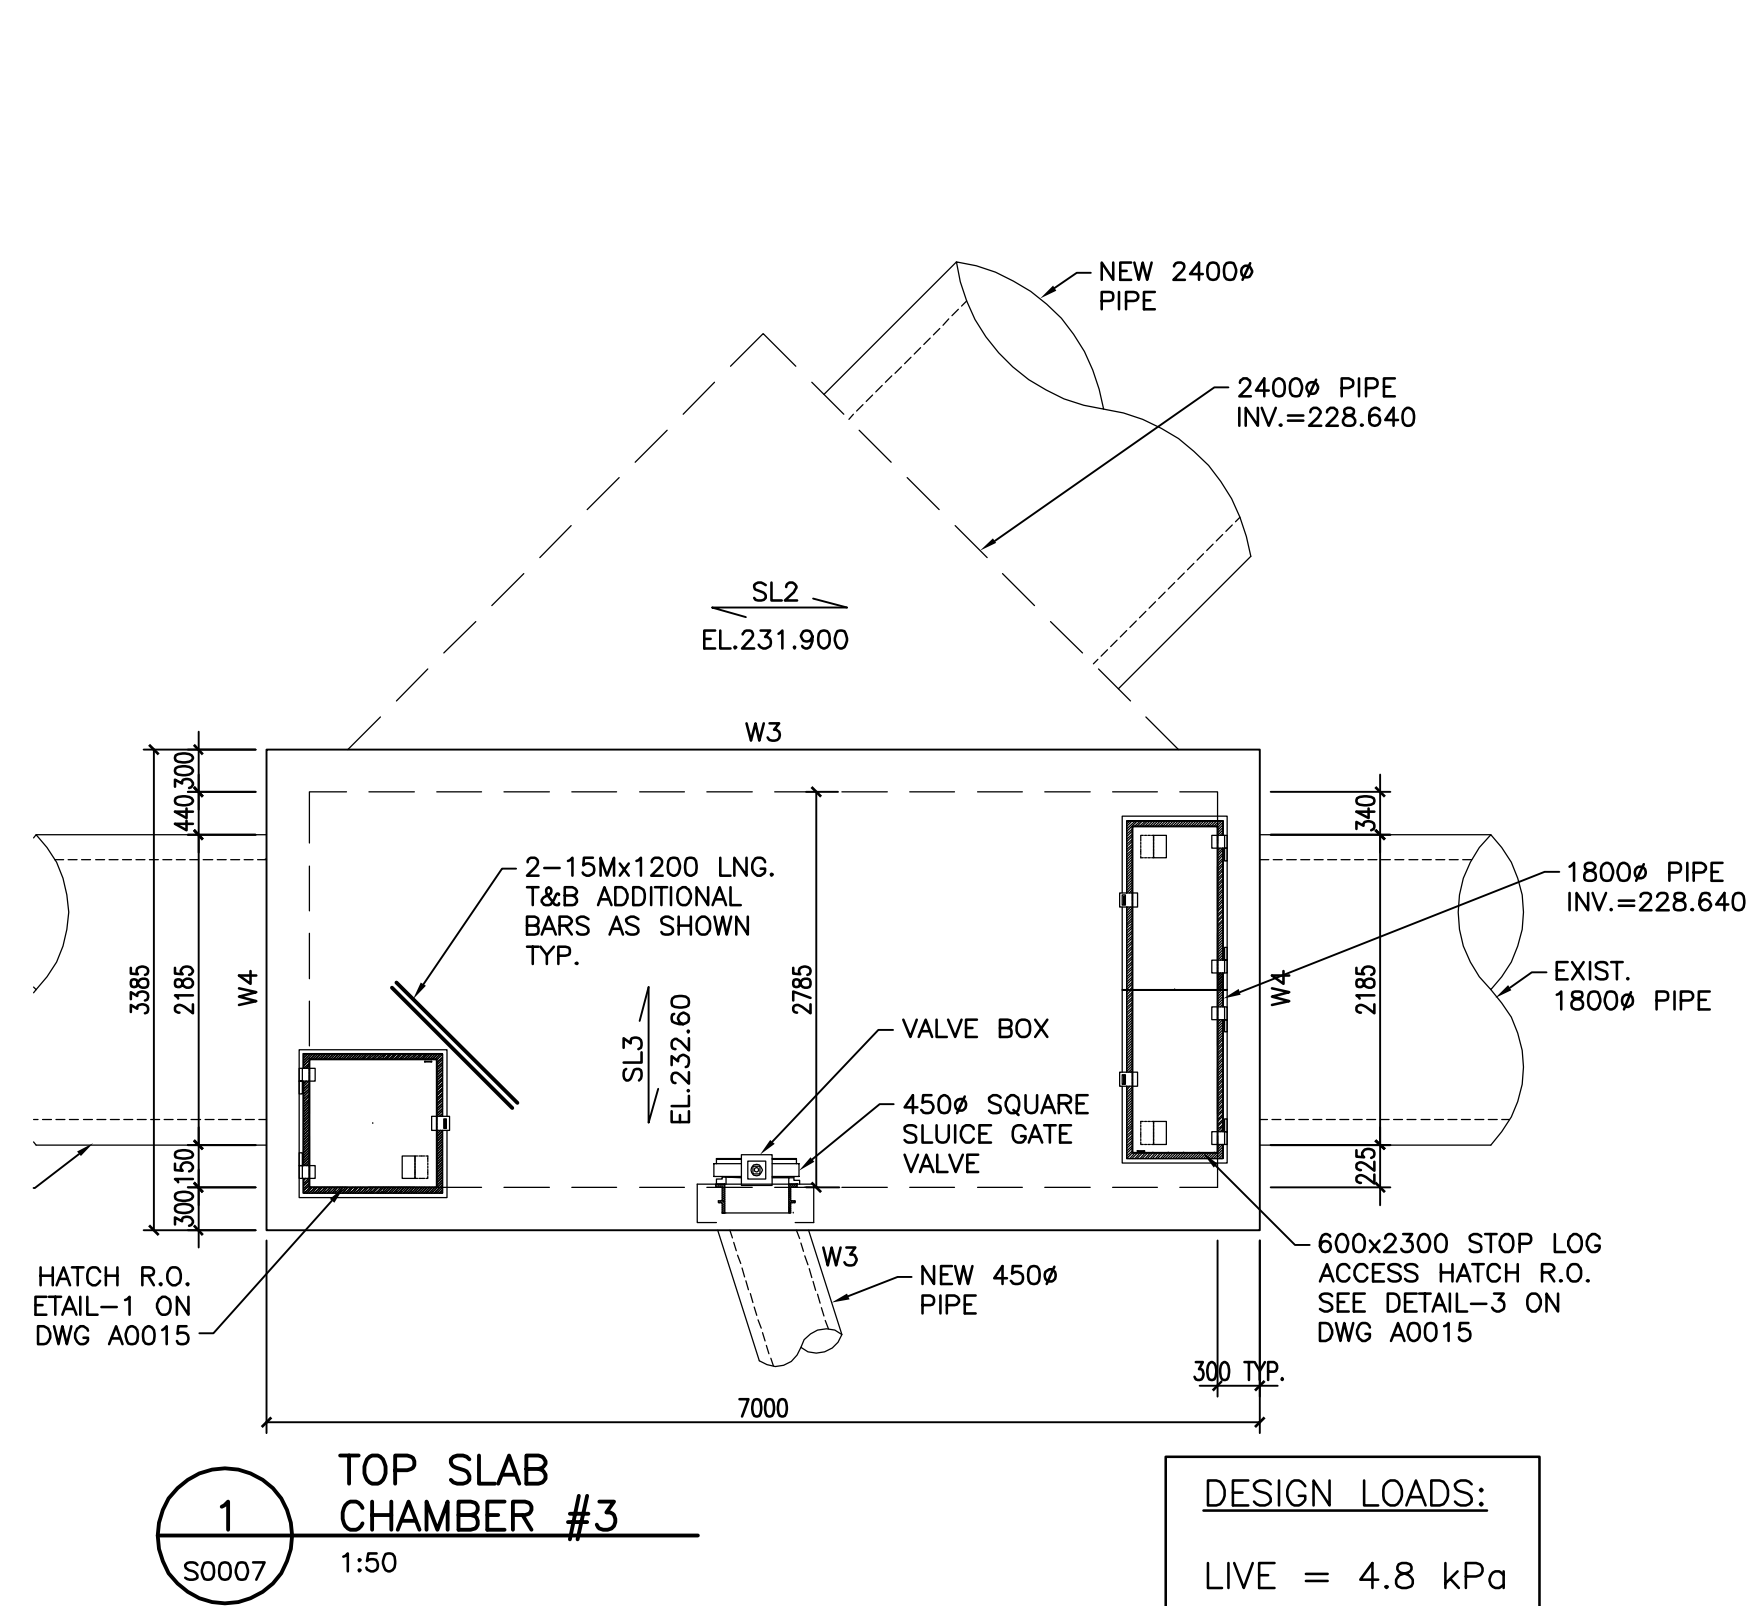 NEW 2400ø
PIPE
2400ø PIPE
INV.=228.640
SL2
EL.231.900
W3
300
440
340
2-15Mx1200 LNG.
T&B ADDITIONAL
BARS AS SHOWN
TYP.
1800ø PIPE
INV.=228.640
3385
2185
W4
2785
W4
2185
EXIST.
1800ø PIPE
SL3
EL.232.60
VALVE BOX
450ø SQUARE
SLUICE GATE
VALVE
150
300
225
W3
NEW 450ø
PIPE
HATCH R.O.
ETAIL-1 ON
DWG A0015
600x2300 STOP LOG
ACCESS HATCH R.O.
SEE DETAIL-3 ON
DWG A0015
300 TYP.
7000
1
S0007
TOP SLAB
CHAMBER #3
1:50
DESIGN LOADS:
LIVE = 4.8 kPa